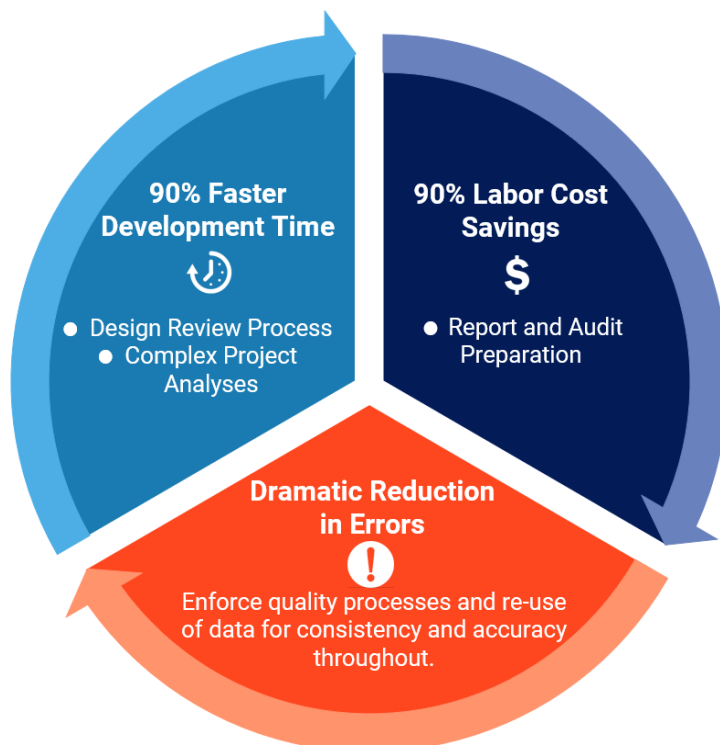 90% Faster
Development Time
● Design Review Process
● Complex Project
Analyses
90% Labor Cost
Savings
$
● Report and Audit
Preparation
Dramatic Reduction
in Errors
!
Enforce quality processes and re-use
of data for consistency and accuracy
throughout.